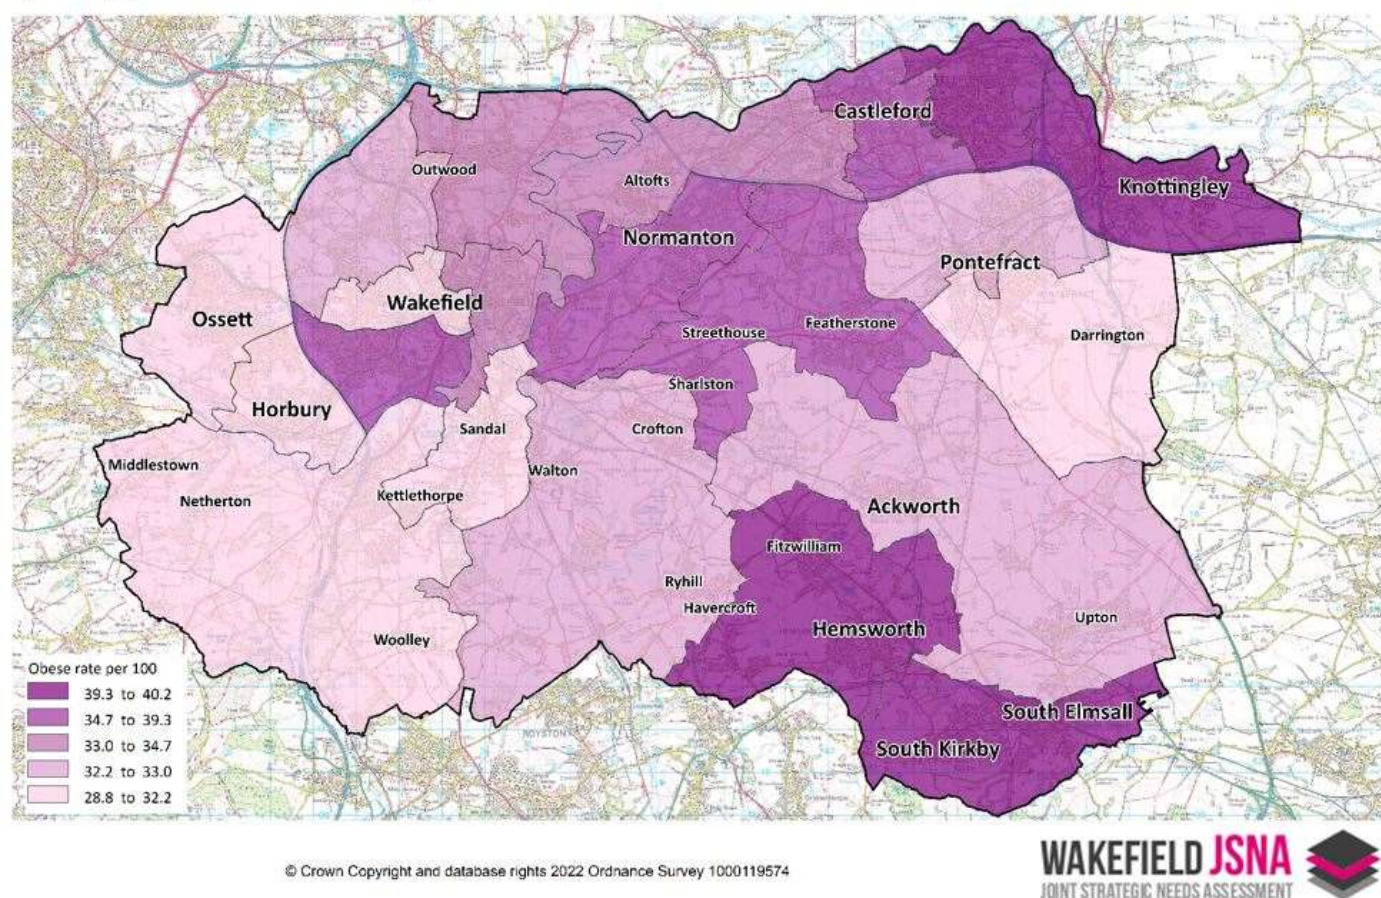 Castleford
Knottingley
Outwood
Altofts
Normanton
Pontefract
Wakefield
Ossett
Streethouse
Featherstone
Darrington
Sharlston
Horbury
Sandal
Crofton
Middlestown
Walton
Netherton
Kettlethorpe
Ackworth
Fitzwilliam
Ryhill
Havercroft
Hemsworth
Upton
Woolley
South Elmsall
South Kirkby
ROYSTON
Obese rate per 100
39.3 to 40.2
34.7 to 39.3
33.0 to 34.7
32.2 to 33.0
28.8 to 32.2
© Crown Copyright and database rights 2022 Ordnance Survey 1000119574
WAKEFIELD JSNA
JOINT STRATEGIC NEEDS ASSESSMENT